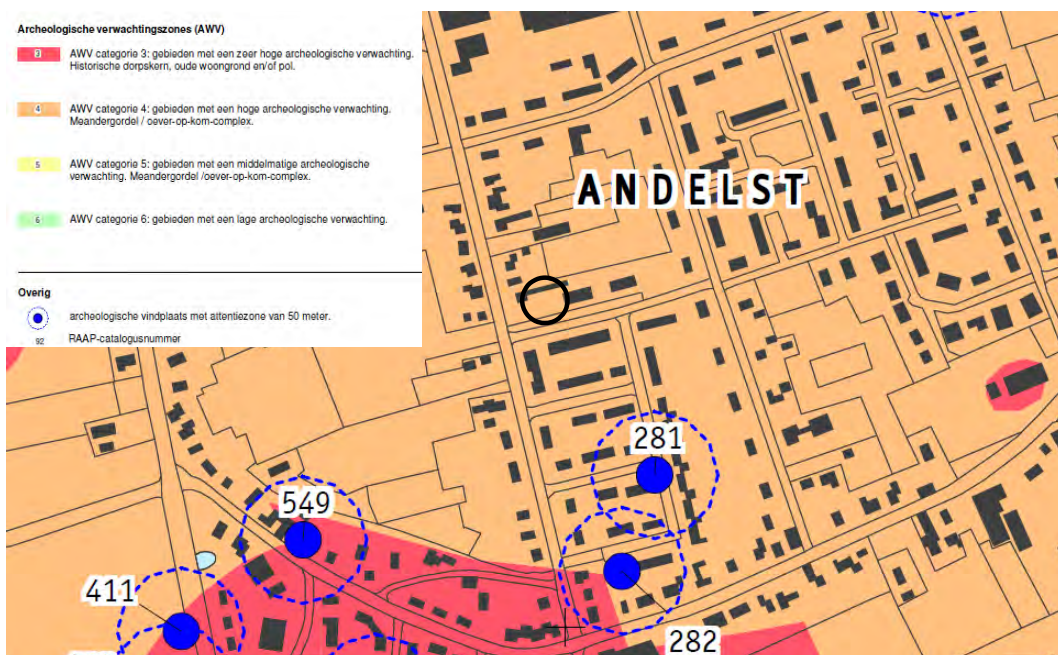 Archeologische verwachtingszones (AWV)
3 AWV categorie 3: gebieden met een zeer hoge archeologische verwachting.
Historische dorpskern, oude woongrond en/of pol.
4 AWV categorie 4: gebieden met een hoge archeologische verwachting.
Meandergordel / oever-op-kom-complex.
5 AWV categorie 5: gebieden met een middelmatige archeologische
verwachting. Meandergordel /oever-op-kom-complex.
6 AWV categorie 6: gebieden met een lage archeologische verwachting.
Overig
archeologische vindplaats met attentiezone van 50 meter.
92 RAAP-catalogusnummer
ANDELST
281
549
411
282